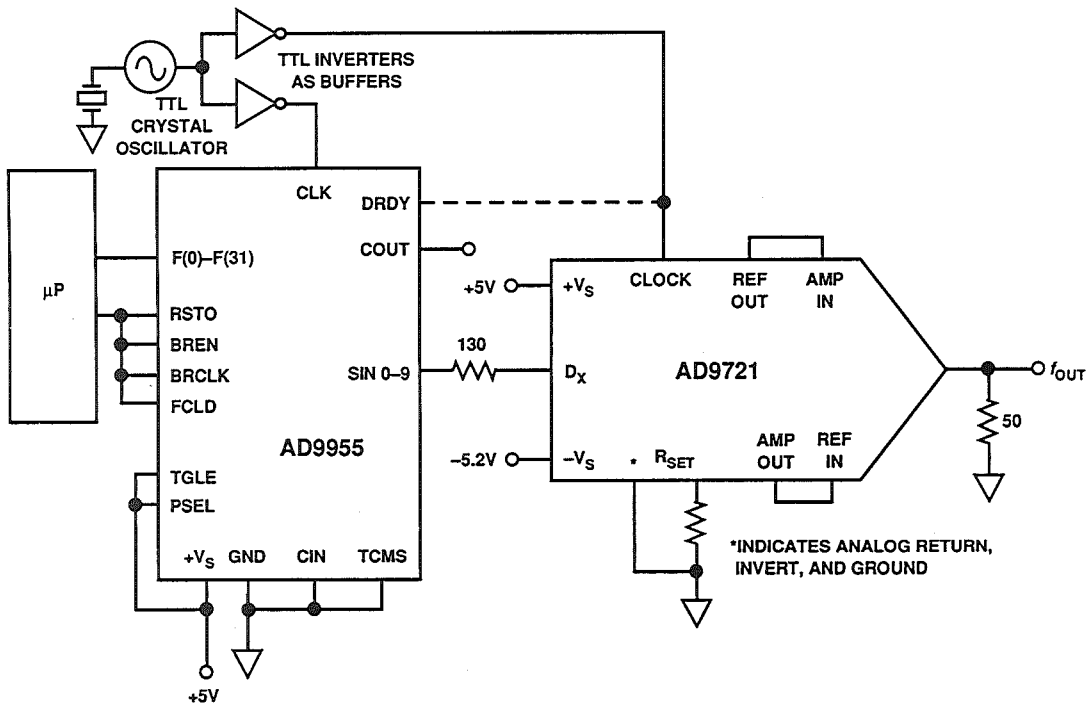 TTL INVERTERS
AS BUFFERS
TTL
CRYSTAL
OSCILLATOR
CLK
DRDY
COUT
F(0)–F(31)
μP
RSTO
BREN
BRCLK
FCLD
SIN 0–9
130
AD9955
TGLE
PSEL
+VS
GND
CIN
TCMS
+5V
+5V
+VS
CLOCK
REF
OUT
AMP
IN
DX
AD9721
fOUT
50
–5.2V
–VS
*
RSET
AMP
OUT
REF
IN
*INDICATES ANALOG RETURN,
INVERT, AND GROUND